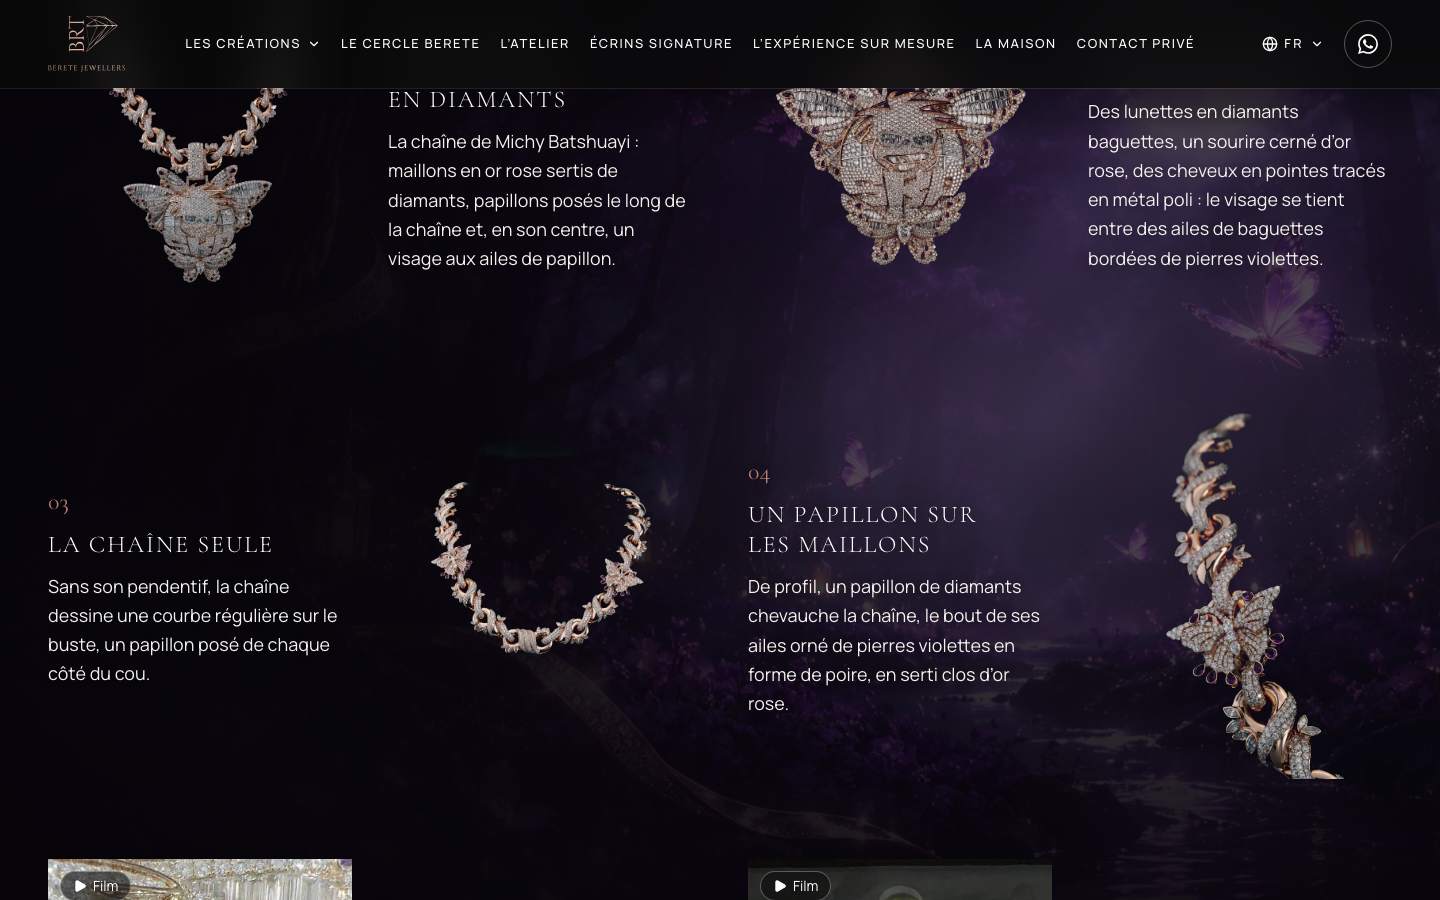 BRT
BERETE JEWELLERS
LES CRÉATIONS
LE CERCLE BERETE
L’ATELIER
ÉCRINS SIGNATURE
L’EXPÉRIENCE SUR MESURE
LA MAISON
CONTACT PRIVÉ
FR
EN DIAMANTS
La chaîne de Michy Batshuayi :
maillons en or rose sertis de
diamants, papillons posés le long de
la chaîne et, en son centre, un
visage aux ailes de papillon.
Des lunettes en diamants
baguettes, un sourire cerné d’or
rose, des cheveux en pointes tracés
en métal poli : le visage se tient
entre des ailes de baguettes
bordées de pierres violettes.
03
LA CHAÎNE SEULE
Sans son pendentif, la chaîne
dessine une courbe régulière sur le
buste, un papillon posé de chaque
côté du cou.
04
UN PAPILLON SUR
LES MAILLONS
De profil, un papillon de diamants
chevauche la chaîne, le bout de ses
ailes orné de pierres violettes en
forme de poire, en serti clos d’or
rose.
Film
Film